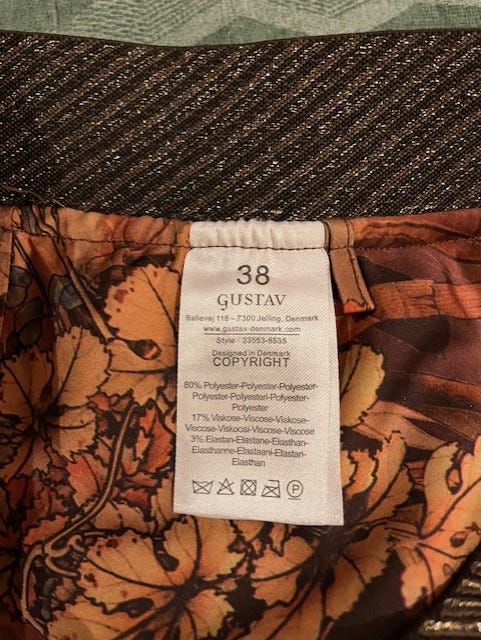 38
GUSTAV
Ballevej 118 – 7300 Jelling, Denmark
www.gustav-denmark.com
Style : 33553-6535
Designed in Denmark
COPYRIGHT
80% Polyester-Polyester-Polyester-
Polyester-Polyesteri-Polyester-
Polyester
17% Viskose-Viscose-Viskose-
Viscose-Viskoosi-Viscose-Viscose
3% Elastan-Elastane-Elasthan-
Elasthanne-Elastaani-Elastan-
Elasthan
P